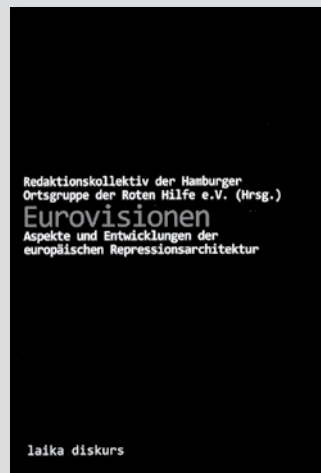 Redaktionskollektiv der Hamburger
Ortsgruppe der Roten Hilfe e.V. (Hrsg.)
Eurovisionen
Aspekte und Entwicklungen der
europäischen Repressionsarchitektur
laika diskurs